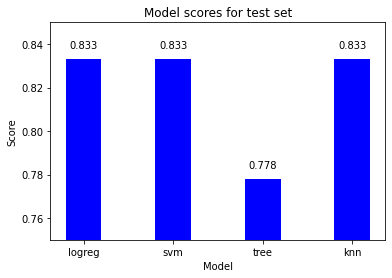 Model scores for test set
0.833
0.833
0.778
0.833
0.84
0.82
0.80
0.78
0.76
Score
logreg
svm
tree
knn
Model